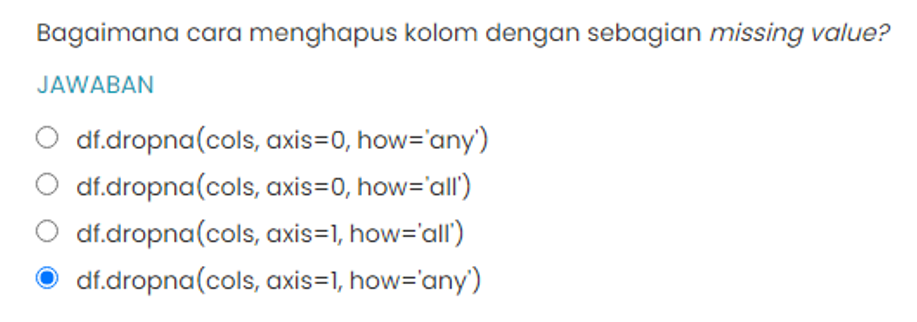 Bagaimana cara menghapus kolom dengan sebagian missing value?
JAWABAN
df.dropna(cols, axis=0, how='any')
df.dropna(cols, axis=0, how='all')
df.dropna(cols, axis=1, how='all')
df.dropna(cols, axis=1, how='any')